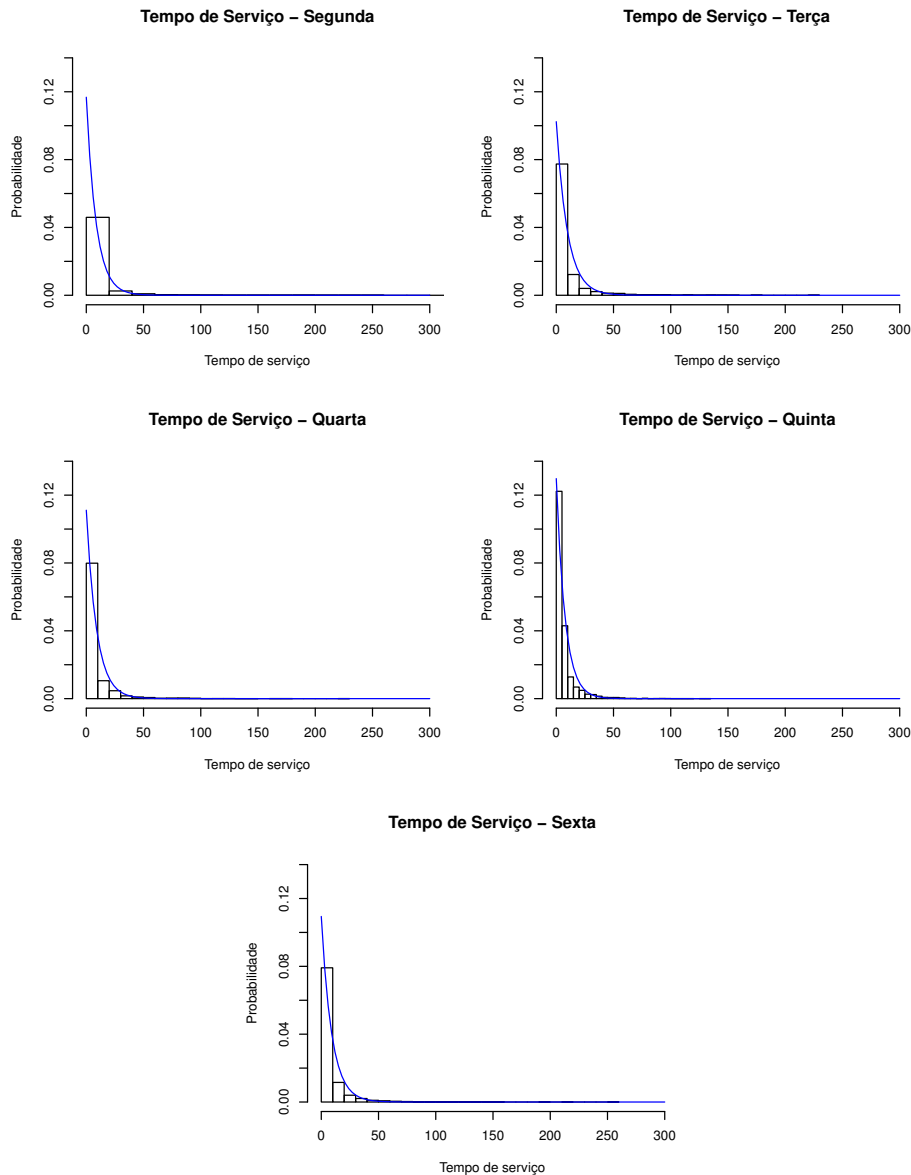 Tempo de Serviço − Segunda
Probabilidade
0.00 0.04 0.08 0.12
0 50 100 150 200 250 300
Tempo de serviço
Tempo de Serviço − Terça
Probabilidade
0.00 0.04 0.08 0.12
0 50 100 150 200 250 300
Tempo de serviço
Tempo de Serviço − Quarta
Probabilidade
0.00 0.04 0.08 0.12
0 50 100 150 200 250 300
Tempo de serviço
Tempo de Serviço − Quinta
Probabilidade
0.00 0.04 0.08 0.12
0 50 100 150 200 250 300
Tempo de serviço
Tempo de Serviço − Sexta
Probabilidade
0.00 0.04 0.08 0.12
0 50 100 150 200 250 300
Tempo de serviço